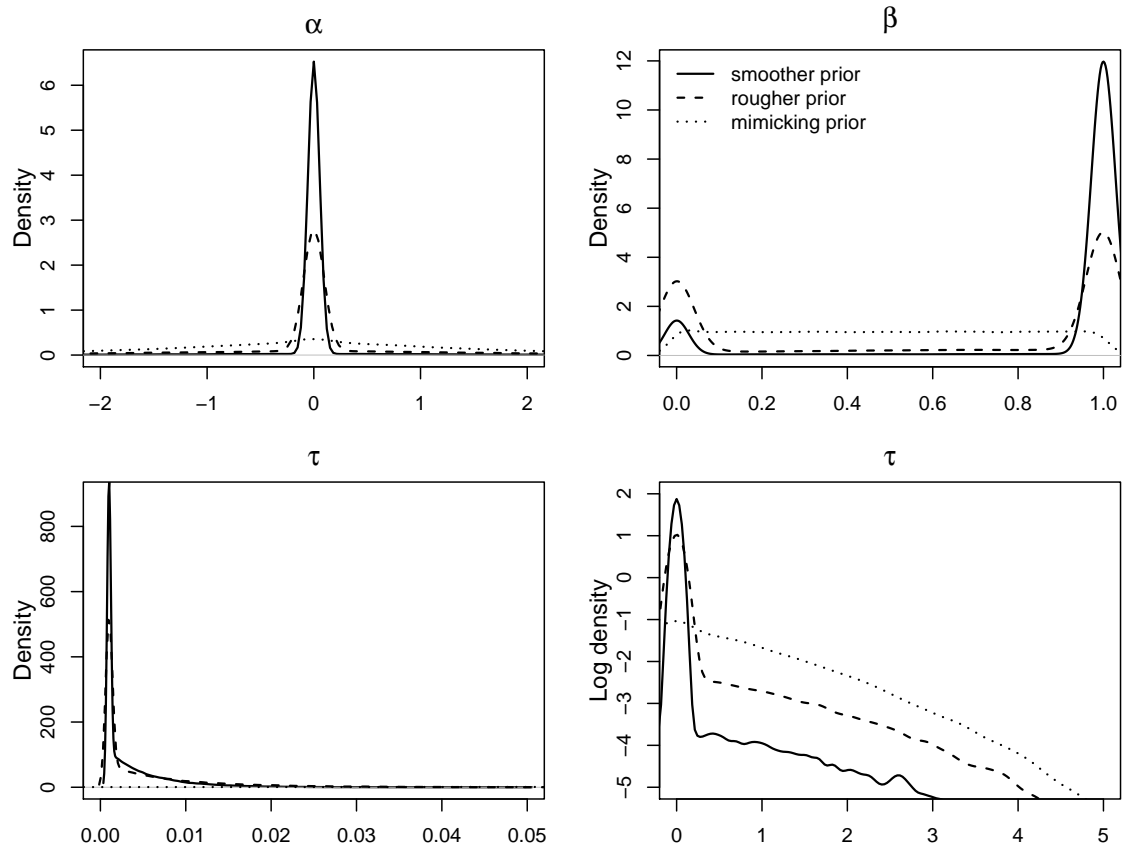 α
Density
6
5
4
3
2
1
0
−2 −1 0 1 2
β
Density
12
10
8
6
4
2
0
smoother prior
rougher prior
mimicking prior
0.0 0.2 0.4 0.6 0.8 1.0
τ
Density
800
600
400
200
0
0.00 0.01 0.02 0.03 0.04 0.05
τ
Log density
2
1
0
−1
−2
−3
−4
−5
0 1 2 3 4 5